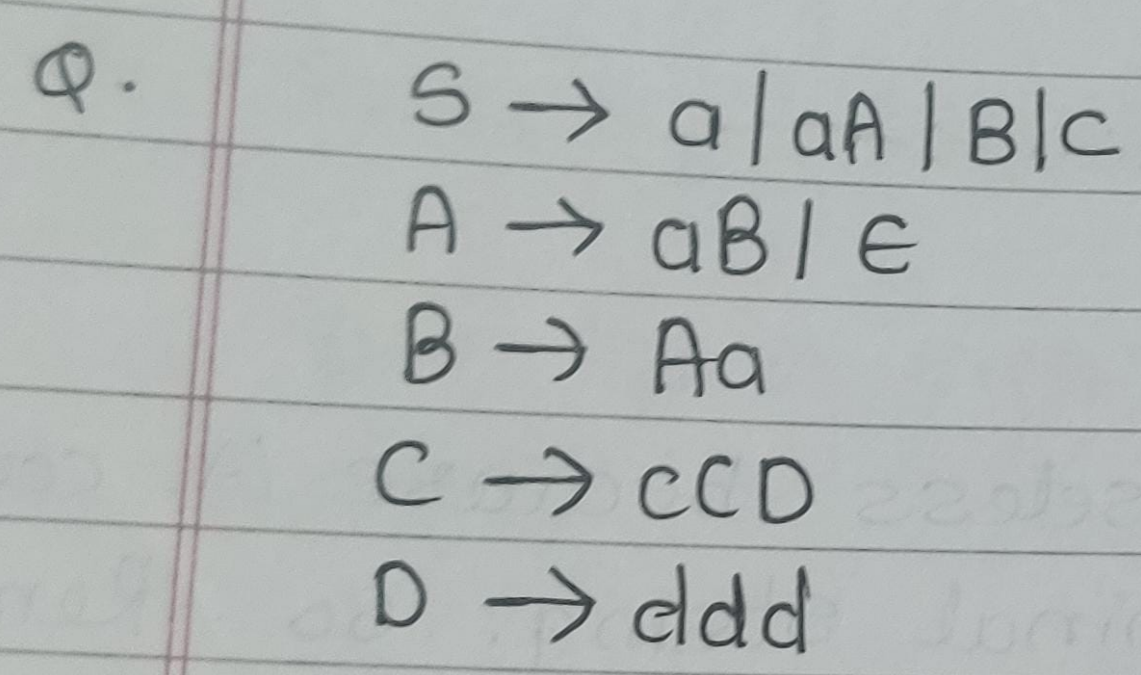 Q. S → a | aA | B | C
A → aB | ϵ
B → Aa
C → cCD
D → ddd